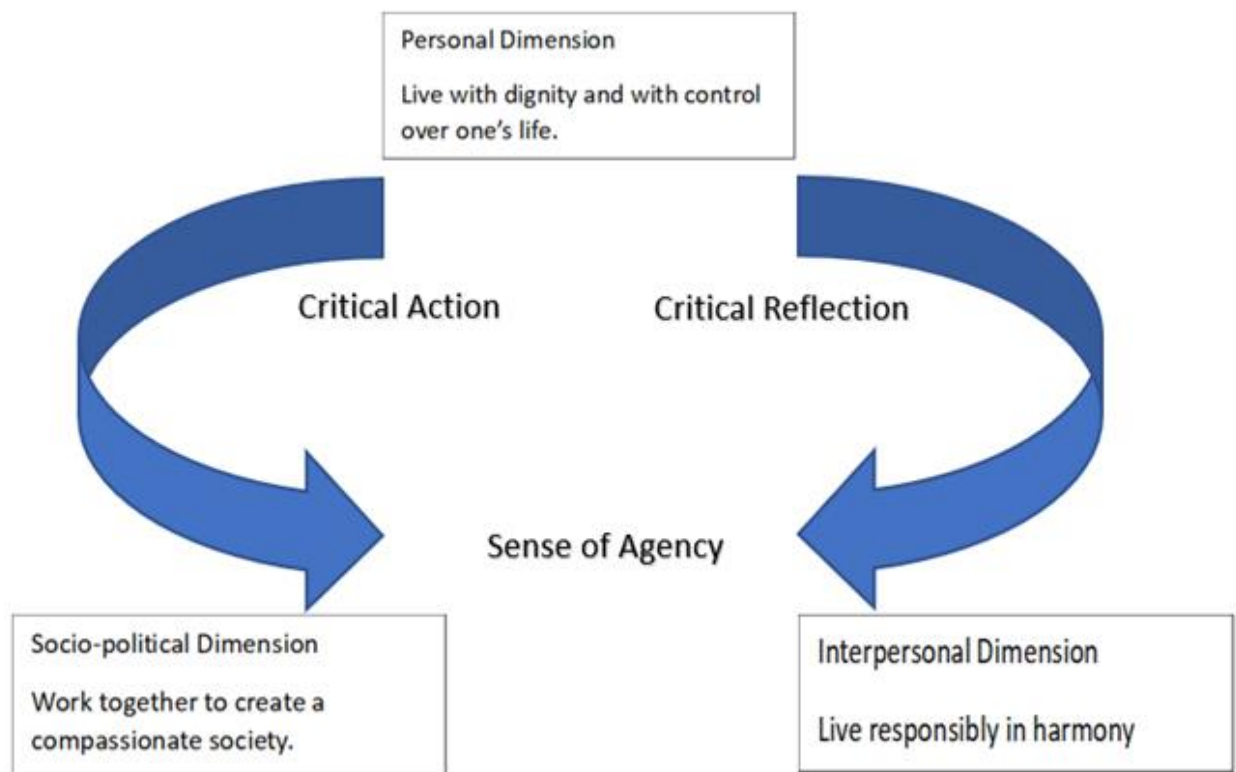 Personal Dimension
Live with dignity and with control
over one's life.
Critical Action
Critical Reflection
Sense of Agency
Socio-political Dimension
Work together to create a
compassionate society.
Interpersonal Dimension
Live responsibly in harmony